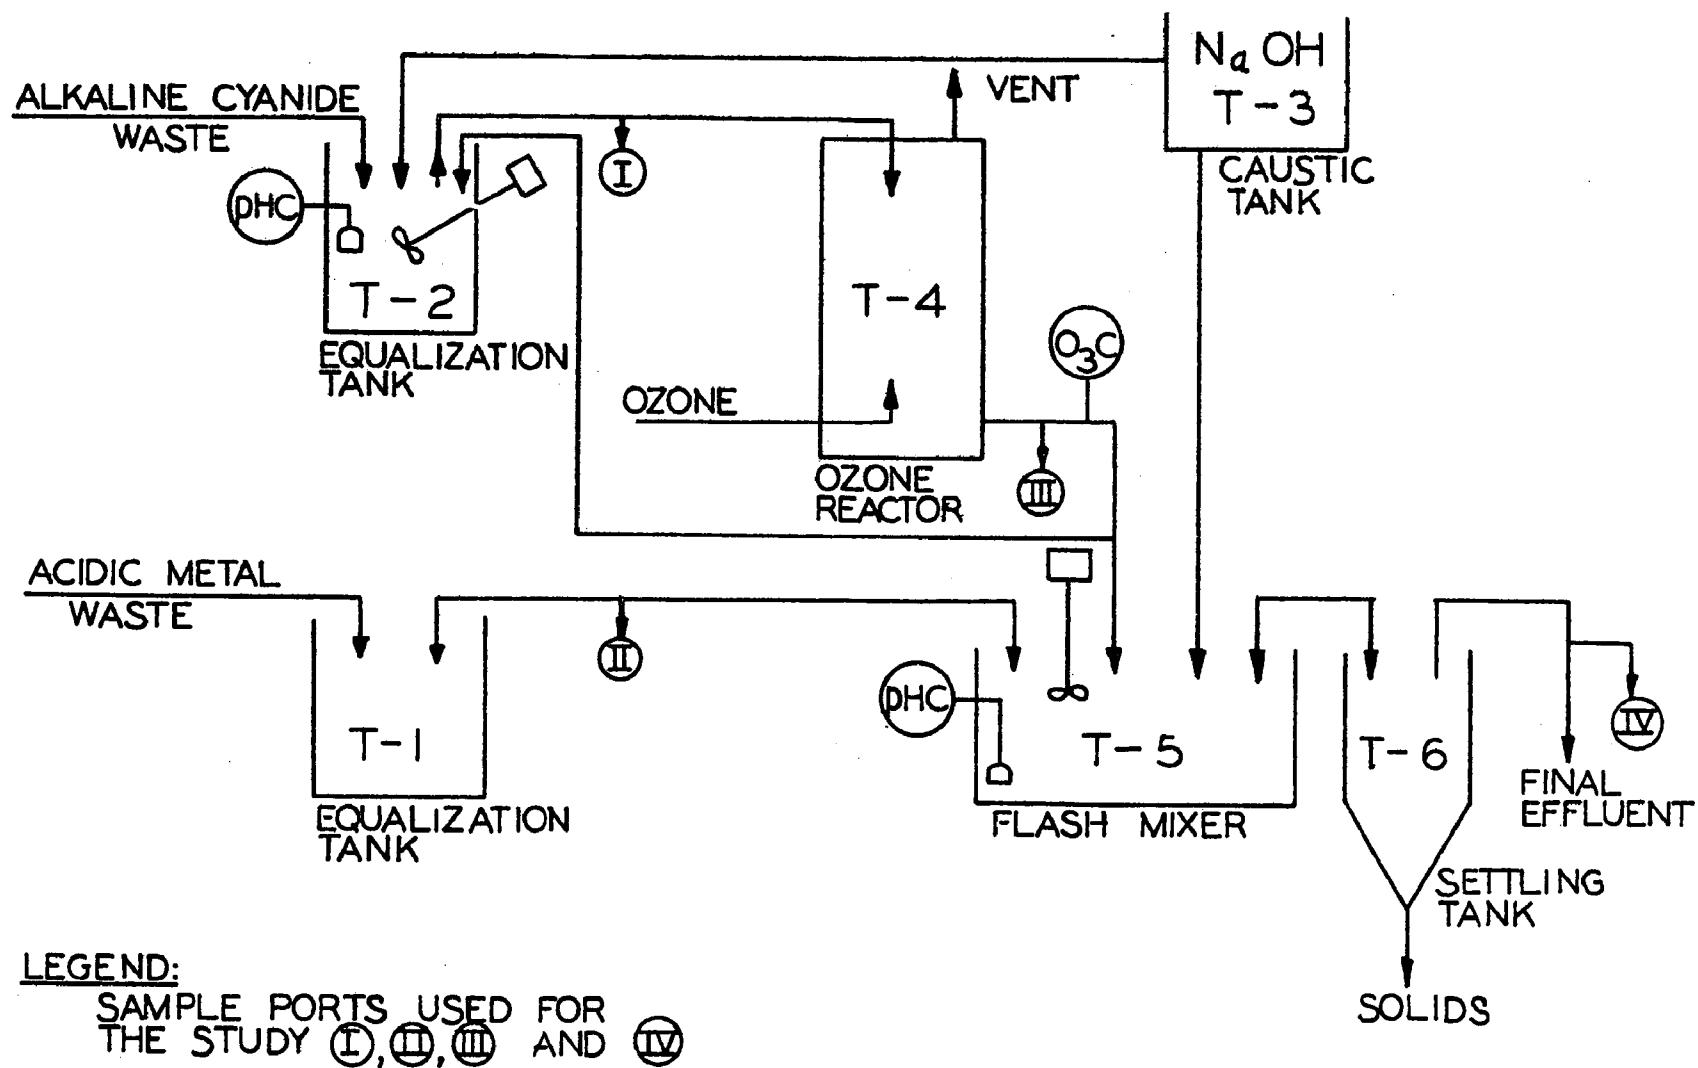 Na OH
T-3
VENT
ALKALINE CYANIDE
WASTE
CAUSTIC
TANK
I
pHC
T-2
T-4
EQUALIZATION
TANK
O3C
OZONE
OZONE
REACTOR
III
ACIDIC METAL
WASTE
II
pHC
T-1
T-5
T-6
IV
EQUALIZATION
TANK
FLASH MIXER
FINAL
EFFLUENT
SETTLING
TANK
SOLIDS
LEGEND:
SAMPLE PORTS USED FOR
THE STUDY I, II, III AND IV